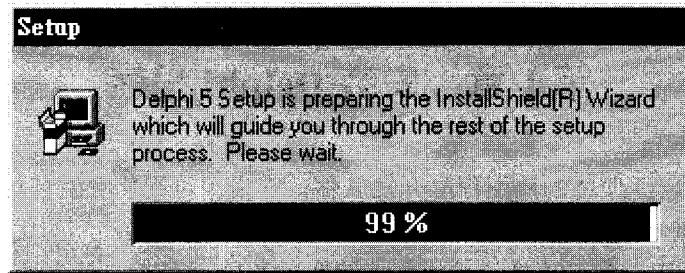 Setup
Delphi 5 Setup is preparing the InstallShield(R) Wizard
which will guide you through the rest of the setup
process. Please wait.
99 %